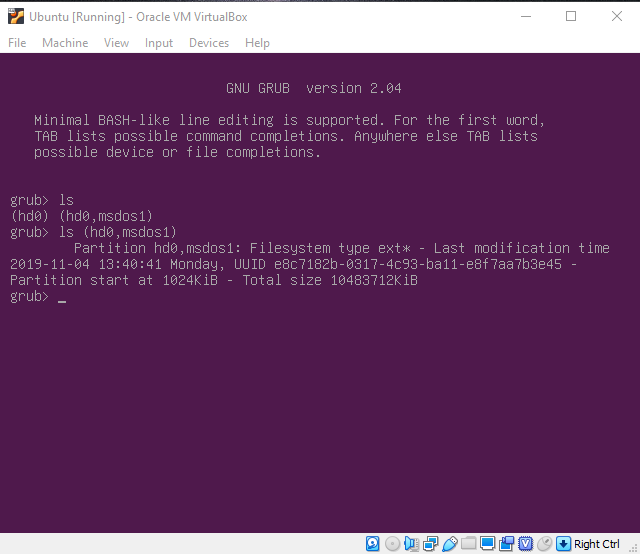 Ubuntu [Running] - Oracle VM VirtualBox
File Machine View Input Devices Help
GNU GRUB version 2.04
Minimal BASH-like line editing is supported. For the first word,
TAB lists possible command completions. Anywhere else TAB lists
possible device or file completions.
grub> ls
(hd0) (hd0,msdos1)
grub> ls (hd0,msdos1)
Partition hd0,msdos1: Filesystem type ext* - Last modification time
2019-11-04 13:40:41 Monday, UUID e8c7182b-0317-4c93-ba11-e8f7aa7b3e45 -
Partition start at 1024KiB - Total size 10483712KiB
grub> _
Right Ctrl